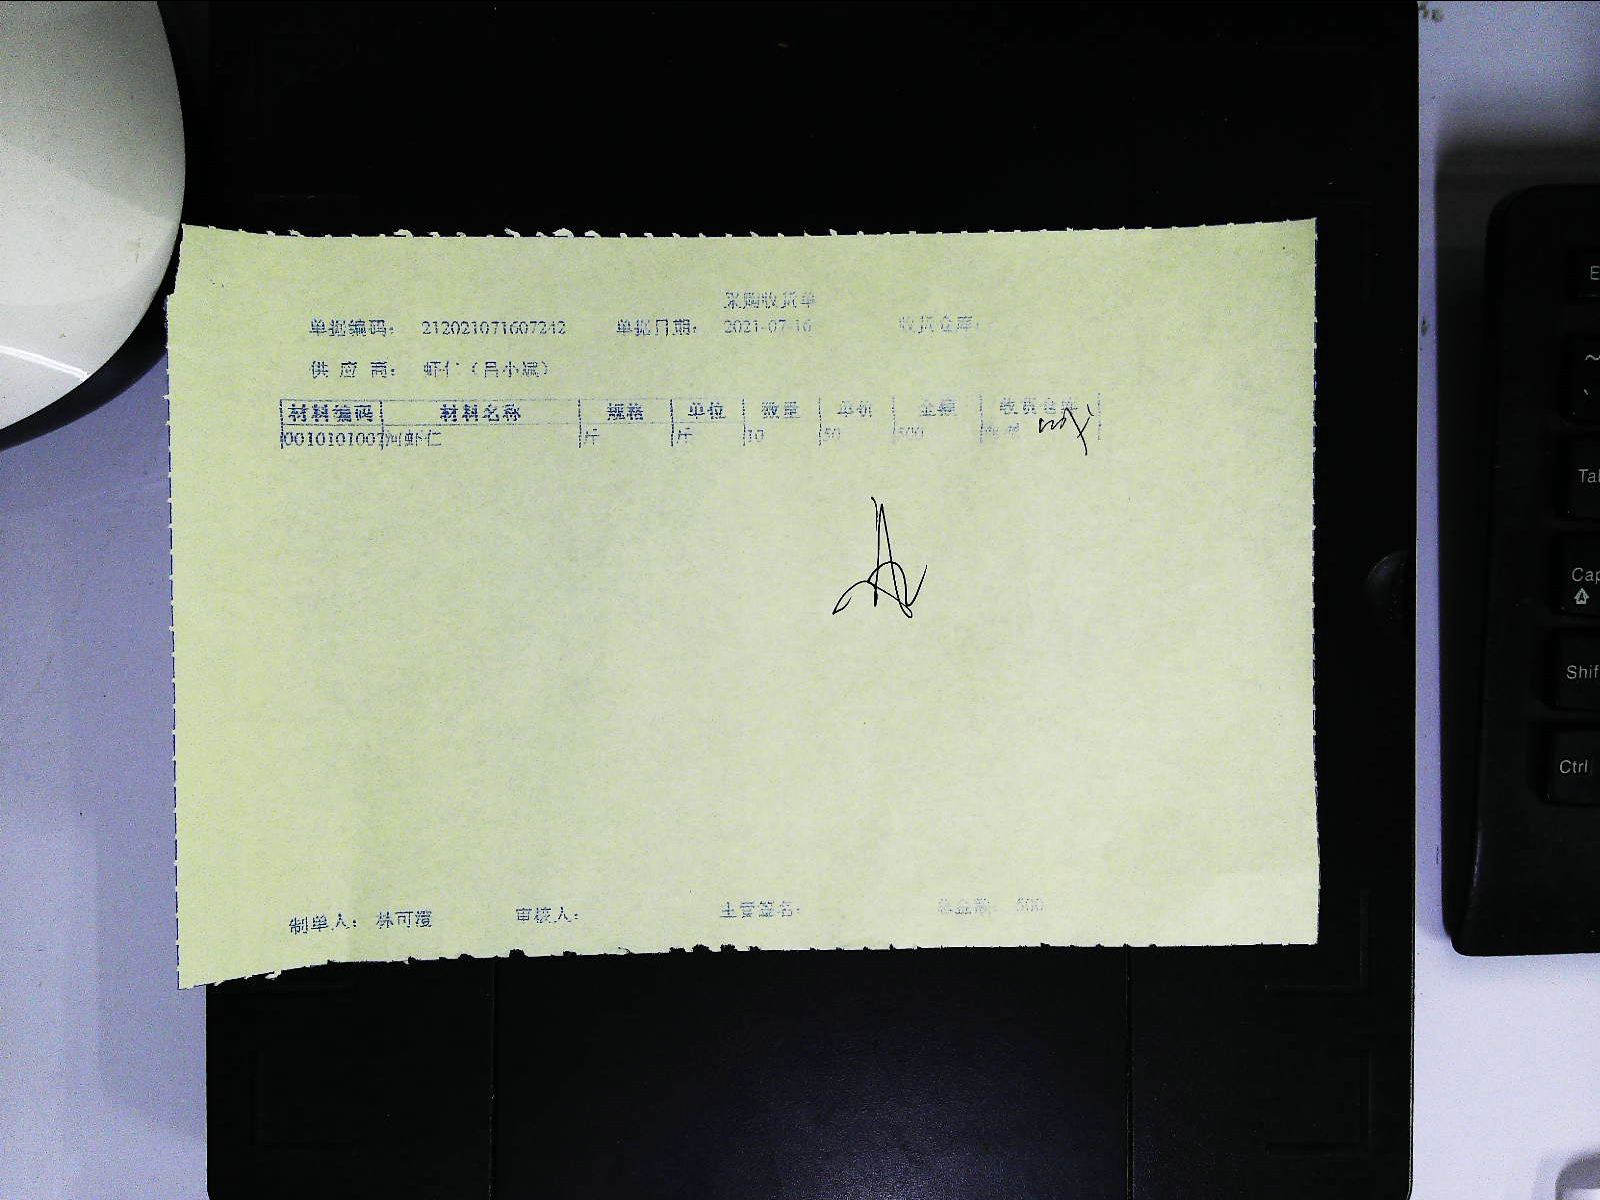 采购收货单
单据编码： 212021071607242 单据日期： 2021-07-16 收货仓库：
供 应 商： 虾仁（吕小斌）
材料编码 材料名称 规格 单位 数量 单价 金额 收货仓库
0010101007 河虾仁 斤 斤 10 50 500
制单人： 林可澄 审核人： 主管签名： 总金额： 500
E
Tab
Cap
Shif
Ctrl